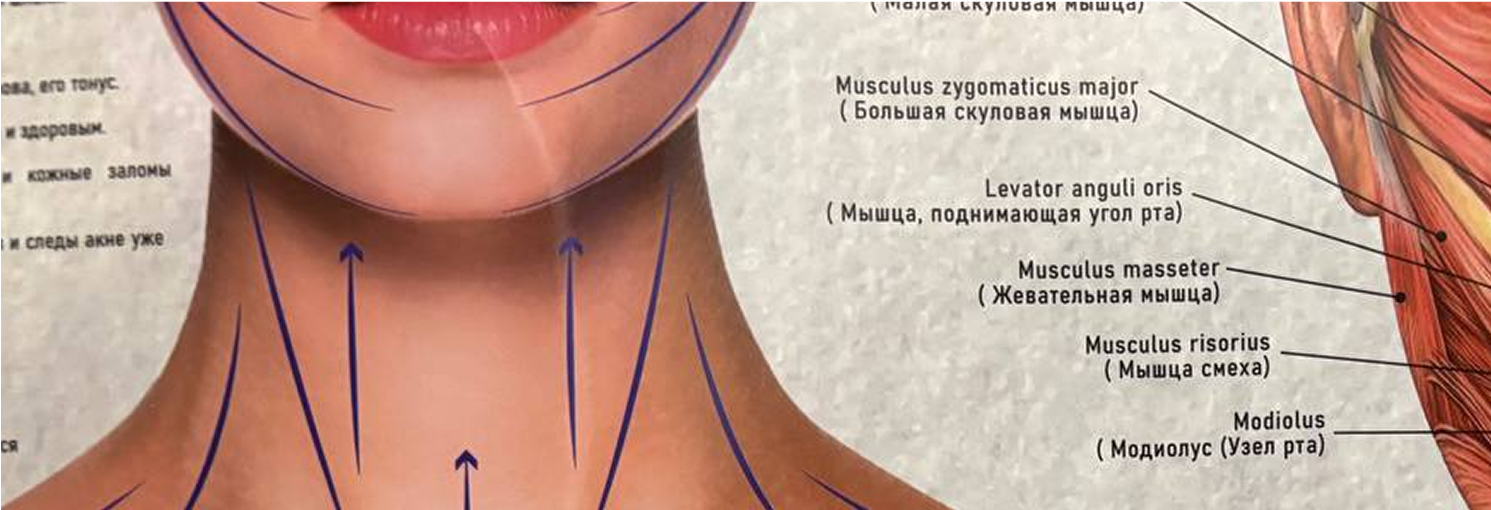 его тонус.
и здоровым.
и кожные заломы
и следы акне уже
ся
(Малая скуловая мышца)
Musculus zygomaticus major
( Большая скуловая мышца)
Levator anguli oris
( Мышца, поднимающая угол рта)
Musculus masseter
( Жевательная мышца)
Musculus risorius
( Мышца смеха)
Modiolus
( Модиолус (Узел рта)